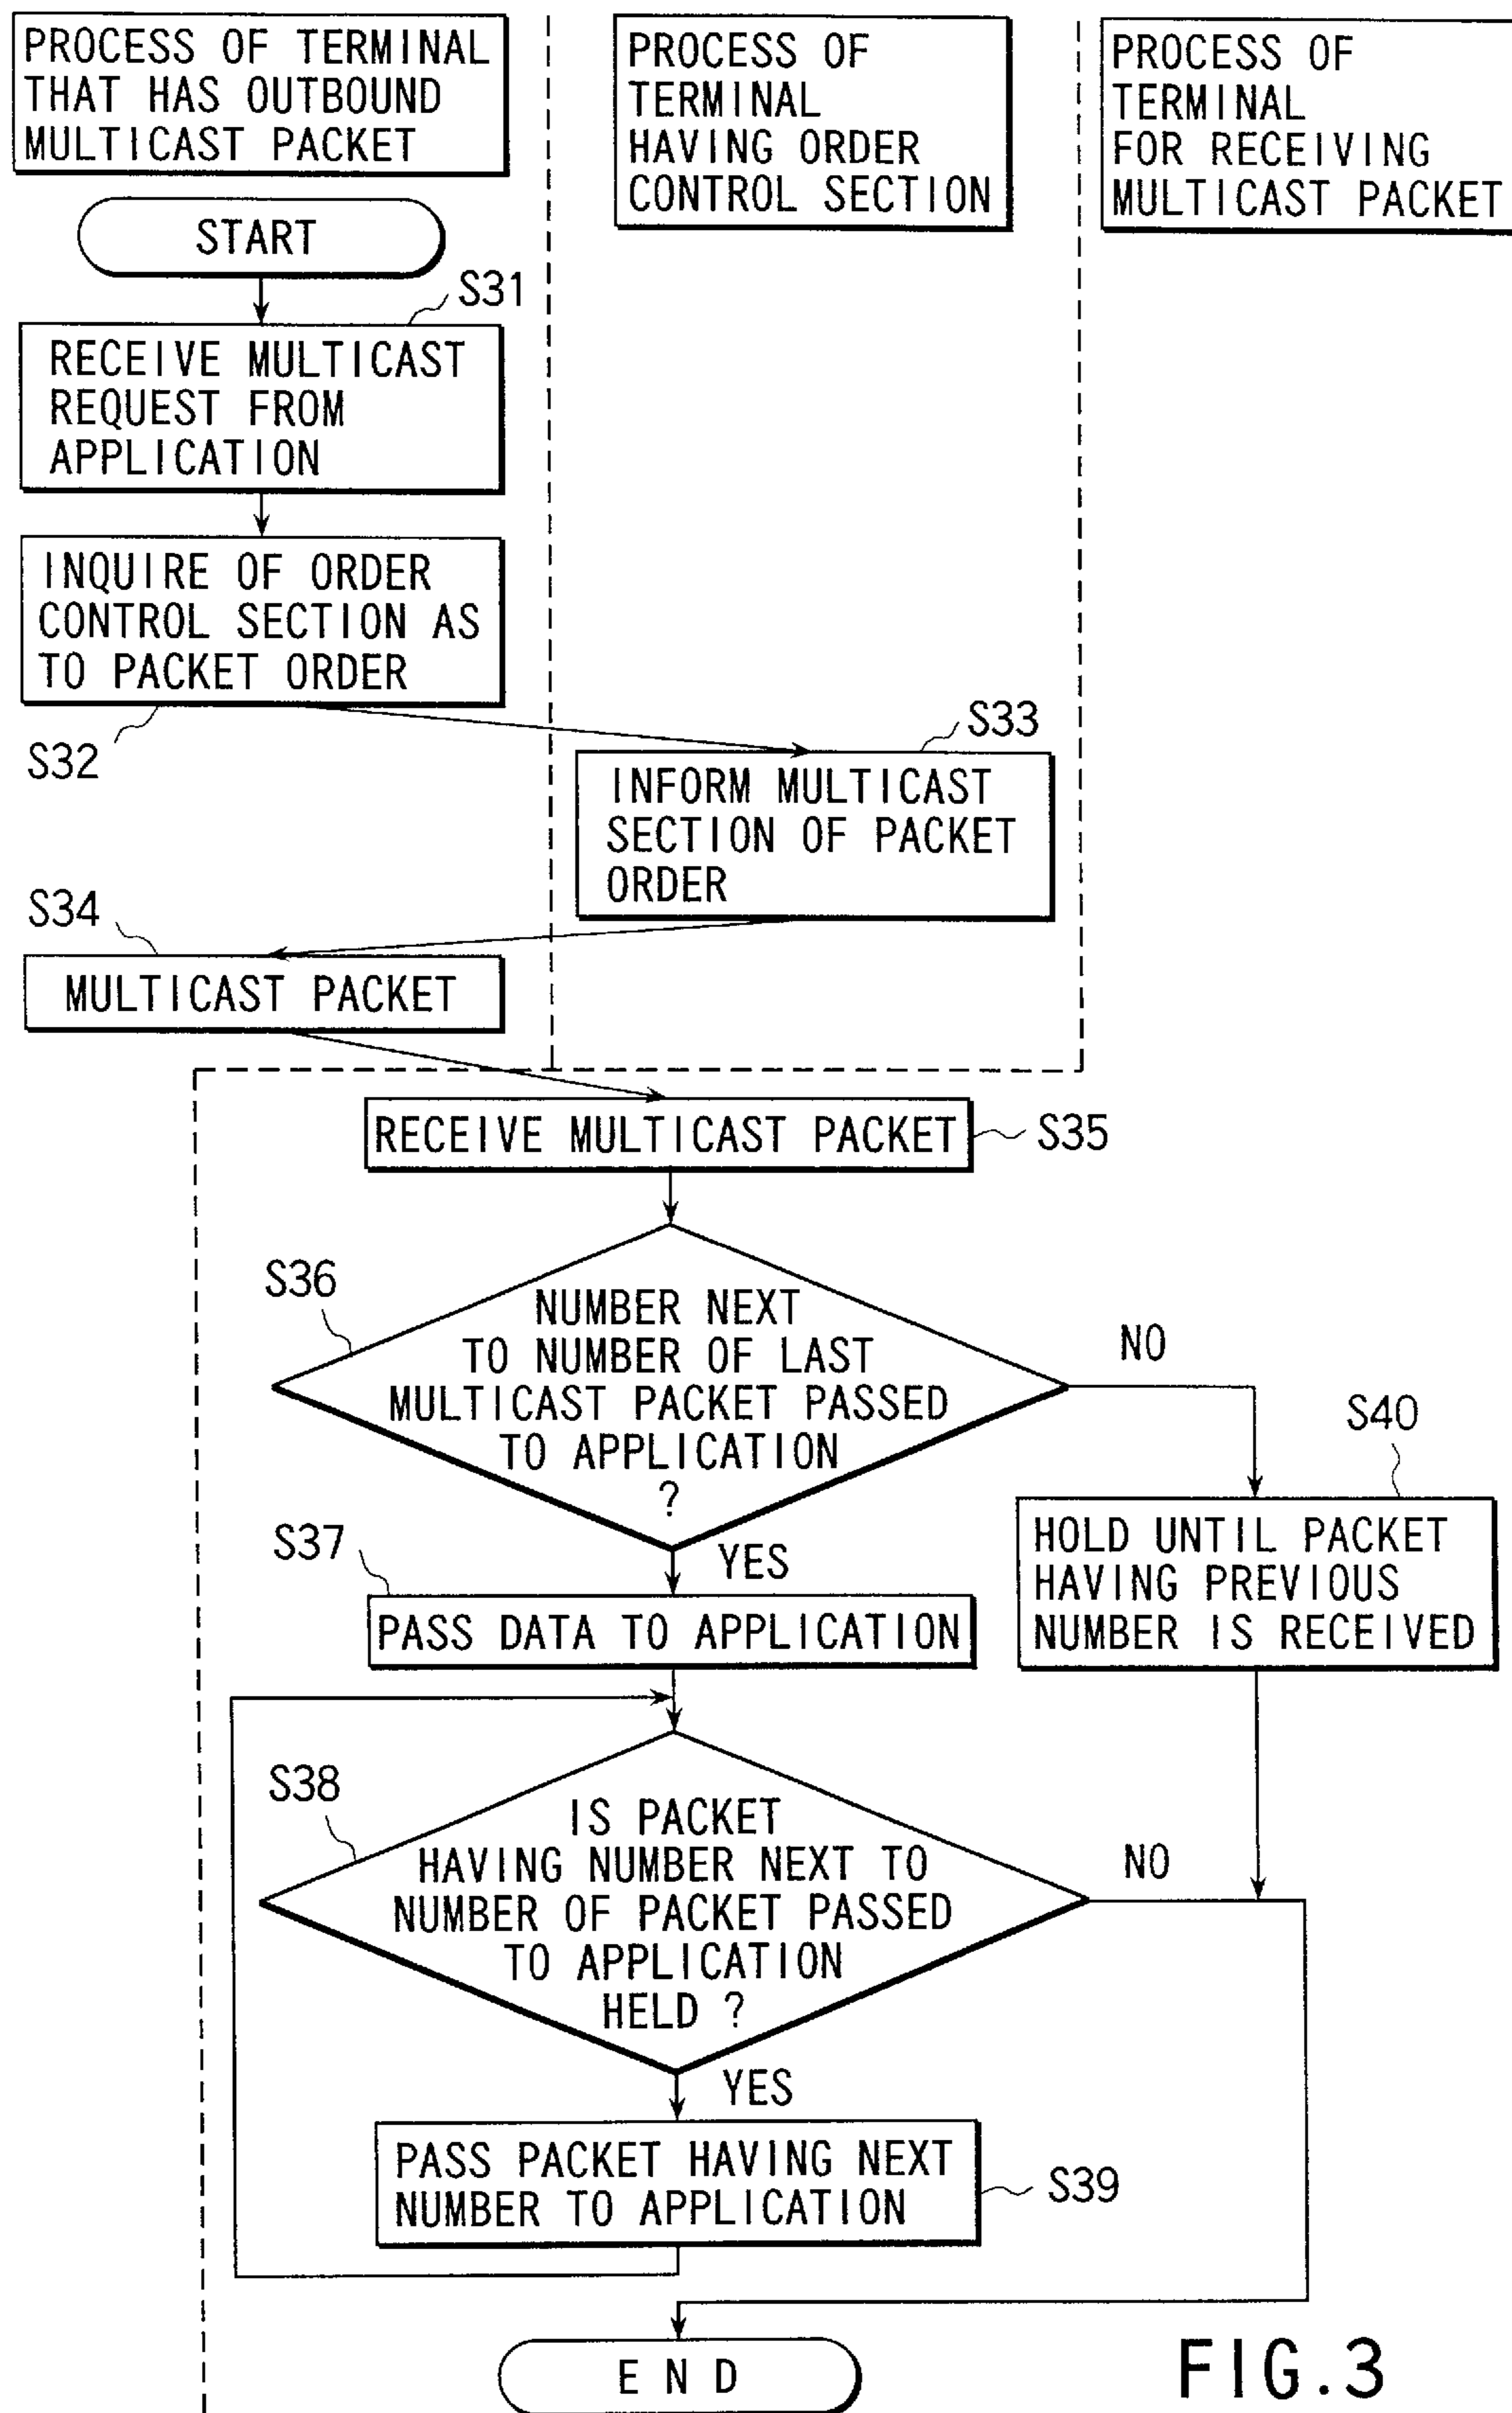 PROCESS OF TERMINAL
THAT HAS OUTBOUND
MULTICAST PACKET
PROCESS OF
TERMINAL
HAVING ORDER
CONTROL SECTION
PROCESS OF
TERMINAL
FOR RECEIVING
MULTICAST PACKET
START
S31
RECEIVE MULTICAST
REQUEST FROM
APPLICATION
INQUIRE OF ORDER
CONTROL SECTION AS
TO PACKET ORDER
S32
S33
INFORM MULTICAST
SECTION OF PACKET
ORDER
S34
MULTICAST PACKET
RECEIVE MULTICAST PACKET
S35
S36
NUMBER NEXT
TO NUMBER OF LAST
MULTICAST PACKET PASSED
TO APPLICATION
?
NO
S40
HOLD UNTIL PACKET
HAVING PREVIOUS
NUMBER IS RECEIVED
YES
S37
PASS DATA TO APPLICATION
S38
IS PACKET
HAVING NUMBER NEXT TO
NUMBER OF PACKET PASSED
TO APPLICATION
HELD ?
NO
YES
PASS PACKET HAVING NEXT
NUMBER TO APPLICATION
S39
END
FIG.3